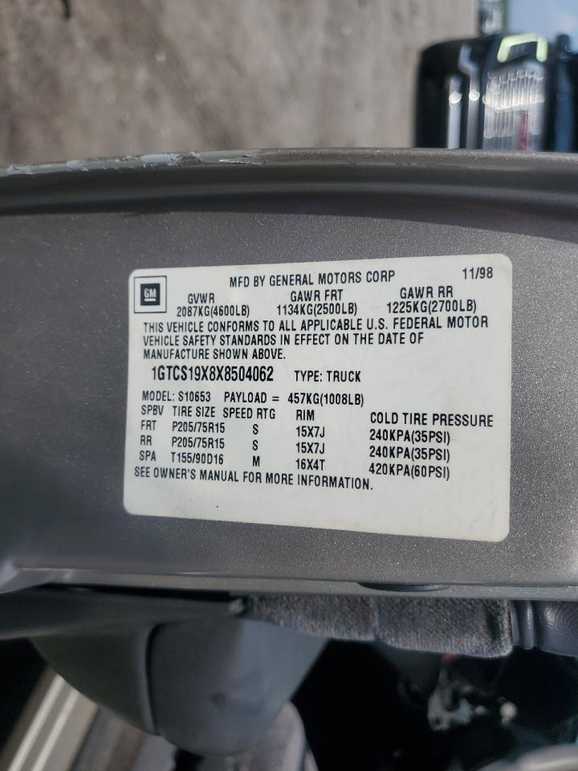 GM
MFD BY GENERAL MOTORS CORP 11/98
GVWR GAWR FRT GAWR RR
2087KG(4600LB) 1134KG(2500LB) 1225KG(2700LB)
THIS VEHICLE CONFORMS TO ALL APPLICABLE U.S. FEDERAL MOTOR
VEHICLE SAFETY STANDARDS IN EFFECT ON THE DATE OF
MANUFACTURE SHOWN ABOVE.
1GTCS19X8X8504062 TYPE: TRUCK
MODEL: S10653 PAYLOAD = 457KG(1008LB)
SPBV TIRE SIZE SPEED RTG RIM COLD TIRE PRESSURE
FRT P205/75R15 S 15X7J 240KPA(35PSI)
RR P205/75R15 S 15X7J 240KPA(35PSI)
SPA T155/90D16 M 16X4T 420KPA(60PSI)
SEE OWNER'S MANUAL FOR MORE INFORMATION.